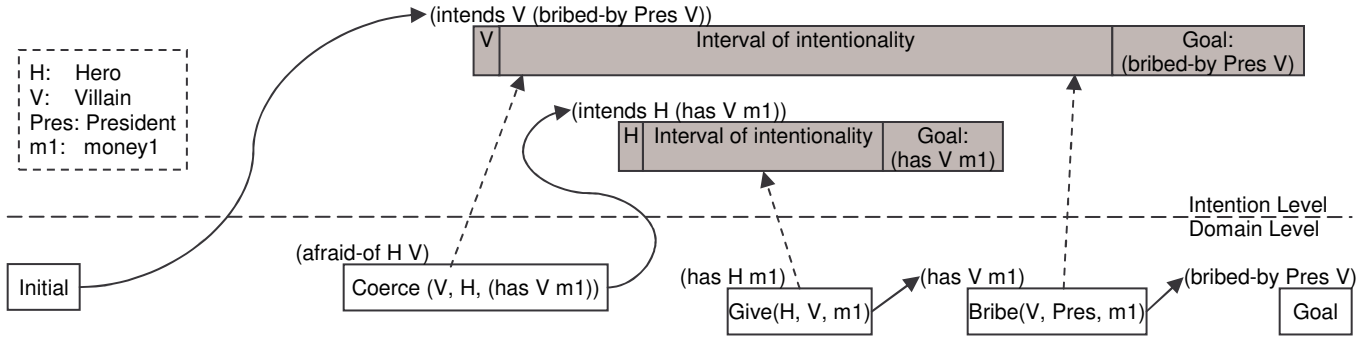 (intends V (bribed-by Pres V))
V
Interval of intentionality
Goal:
(bribed-by Pres V)
H: Hero
V: Villain
Pres: President
m1: money1
(intends H (has V m1))
H
Interval of intentionality
Goal:
(has V m1)
Intention Level
Domain Level
(afraid-of H V)
(has H m1)
(has V m1)
(bribed-by Pres V)
Initial
Coerce (V, H, (has V m1))
Give(H, V, m1)
Bribe(V, Pres, m1)
Goal